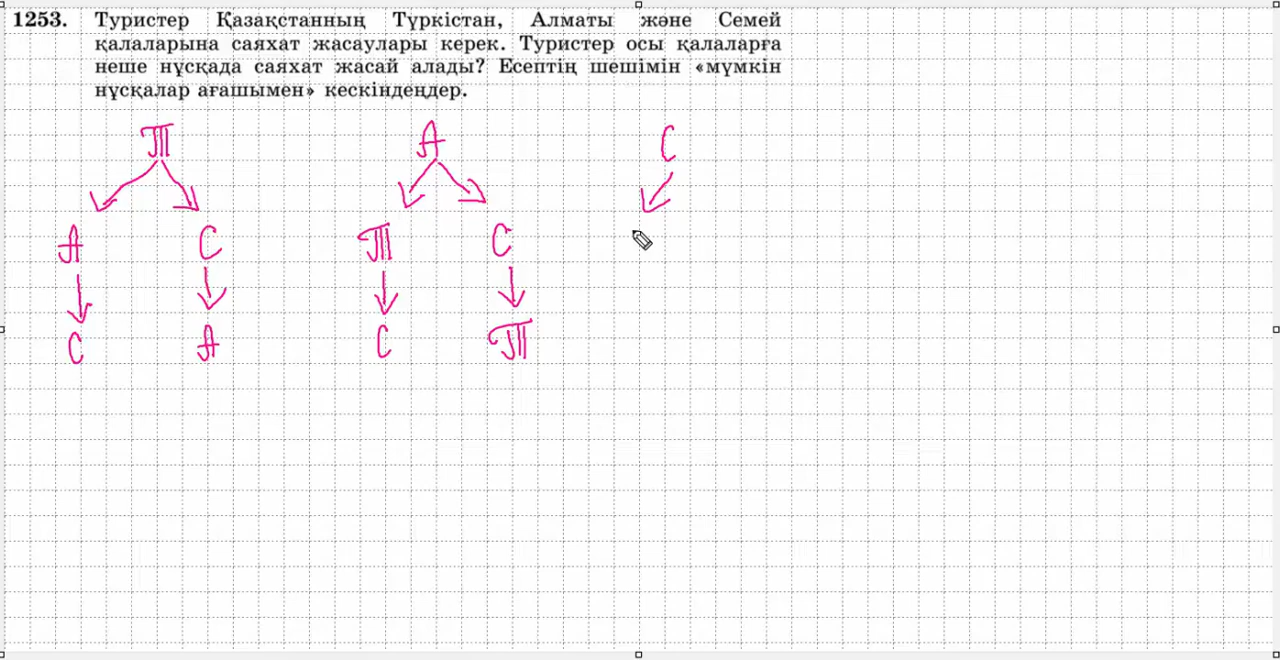 1253. Туристер Қазақстанның Түркістан, Алматы және Семей
қалаларына саяхат жасаулары керек. Туристер осы қалаларға
неше нұсқада саяхат жасай алады? Есептің шешімін «мүмкін
нұсқалар ағашымен» кескіндеңдер.
Т А С
А С Т С
С А С Т